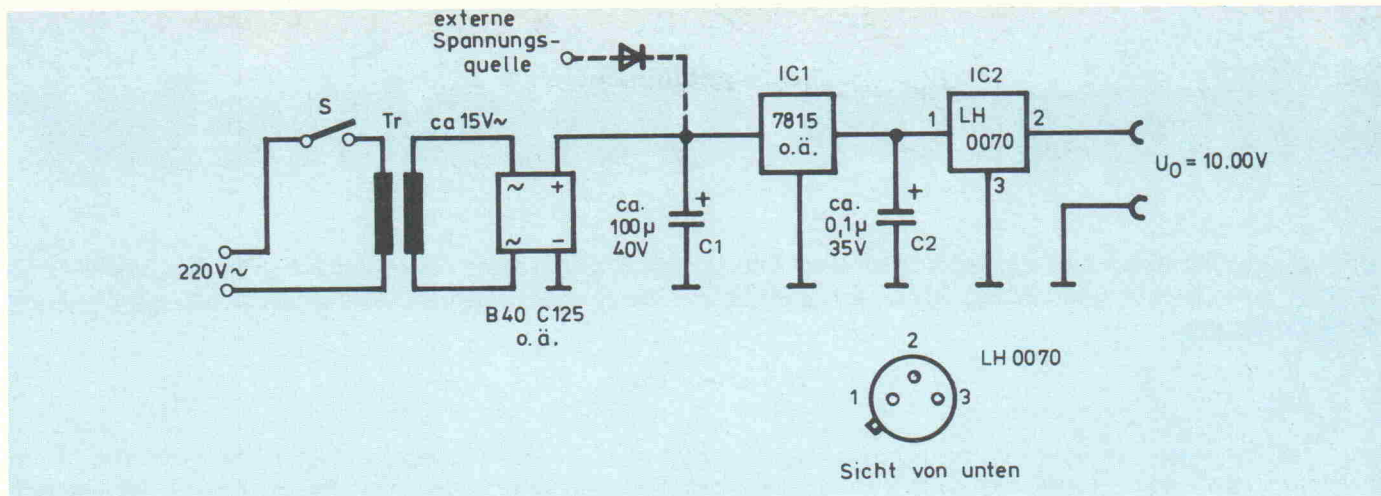 externe
Spannungs-
quelle
S
Tr
ca 15V~
220V~
~ +
~ -
B40 C125
o.ä.
+
ca.
100µ
40V
C1
IC1
7815
o.ä.
+
ca.
0,1µ
35V
C2
IC2
1
LH
0070
2
3
U0 = 10.00V
2
LH 0070
1
3
Sicht von unten